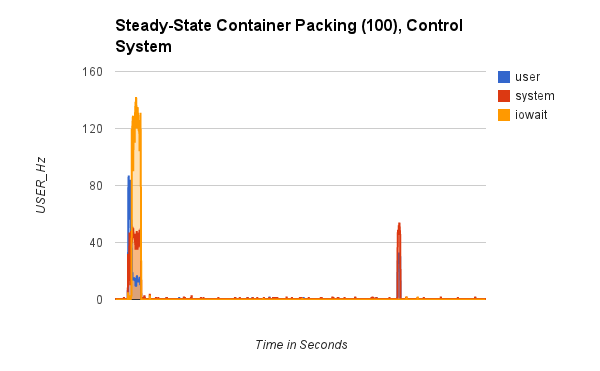 Steady-State Container Packing (100), Control
System
160
120
80
40
0
USER_Hz
Time in Seconds
user
system
iowait